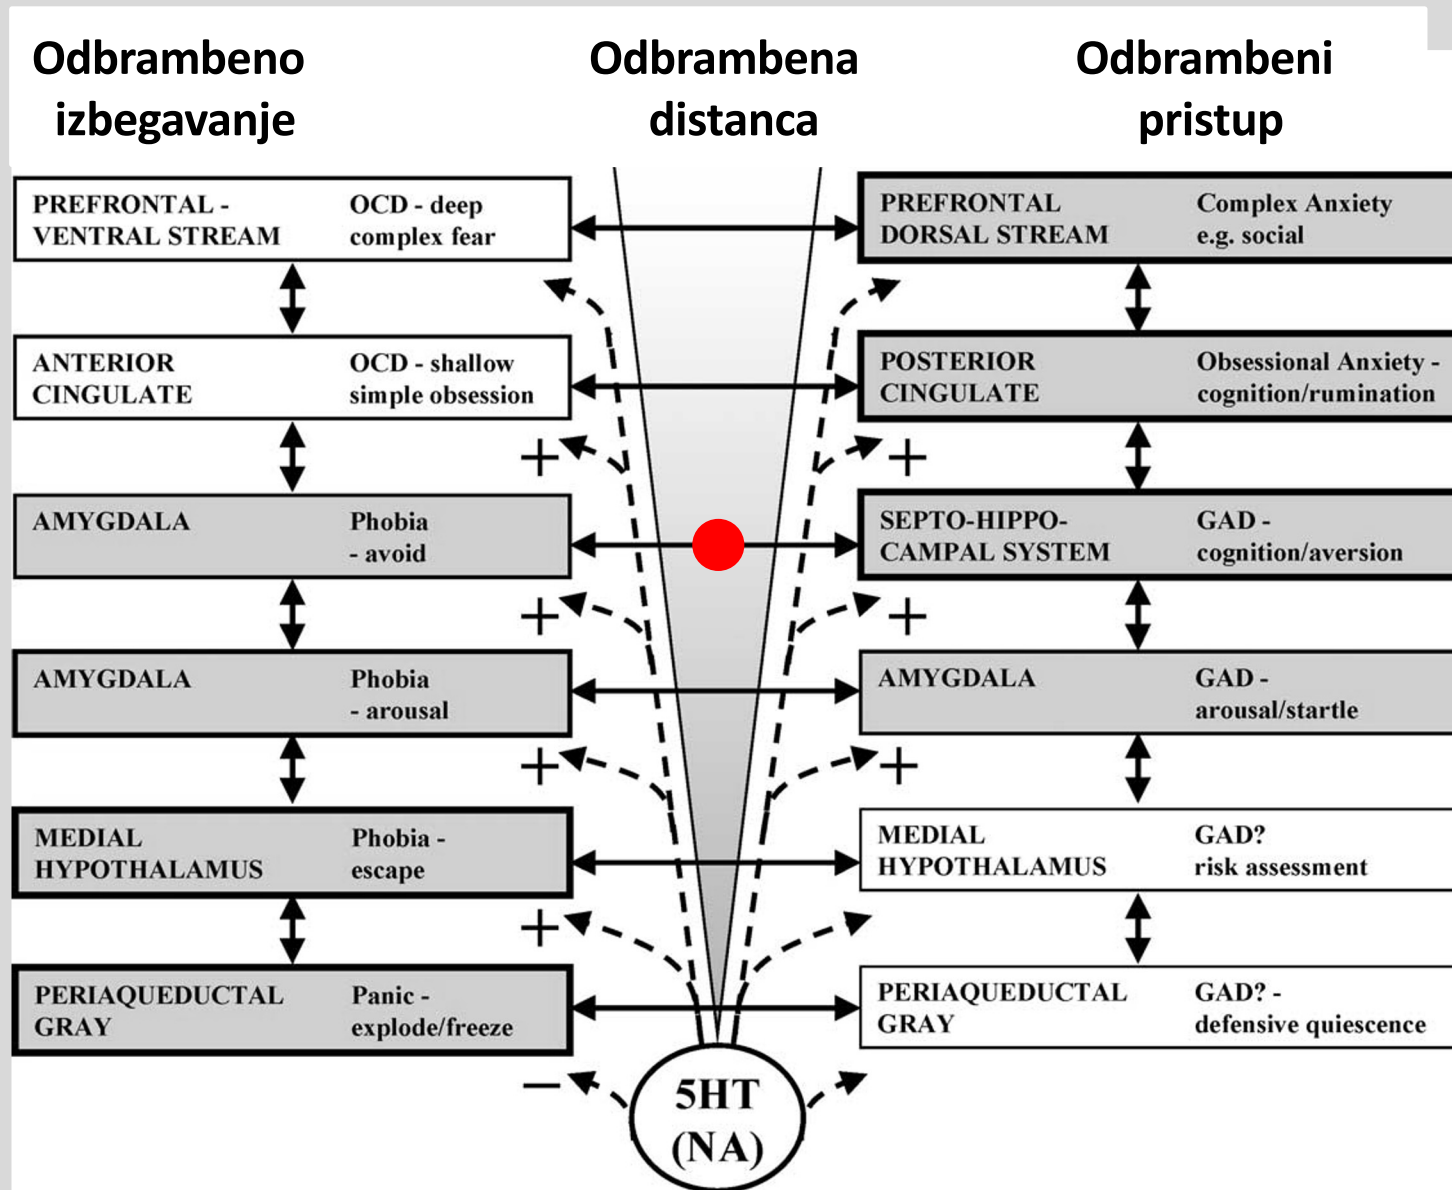 Odbrambeno
izbegavanje
Odbrambena
distanca
Odbrambeni
pristup
PREFRONTAL -
VENTRAL STREAM
OCD - deep
complex fear
PREFRONTAL
DORSAL STREAM
Complex Anxiety
e.g. social
ANTERIOR
CINGULATE
OCD - shallow
simple obsession
POSTERIOR
CINGULATE
Obsessional Anxiety -
cognition/rumination
+
+
AMYGDALA
Phobia
- avoid
SEPTO-HIPPO-
CAMPAL SYSTEM
GAD -
cognition/aversion
+
+
AMYGDALA
Phobia
- arousal
AMYGDALA
GAD -
arousal/startle
+
+
MEDIAL
HYPOTHALAMUS
Phobia -
escape
MEDIAL
HYPOTHALAMUS
GAD?
risk assessment
+
PERIAQUEDUCTAL
GRAY
Panic -
explode/freeze
PERIAQUEDUCTAL
GRAY
GAD? -
defensive quiescence
−
5HT
(NA)